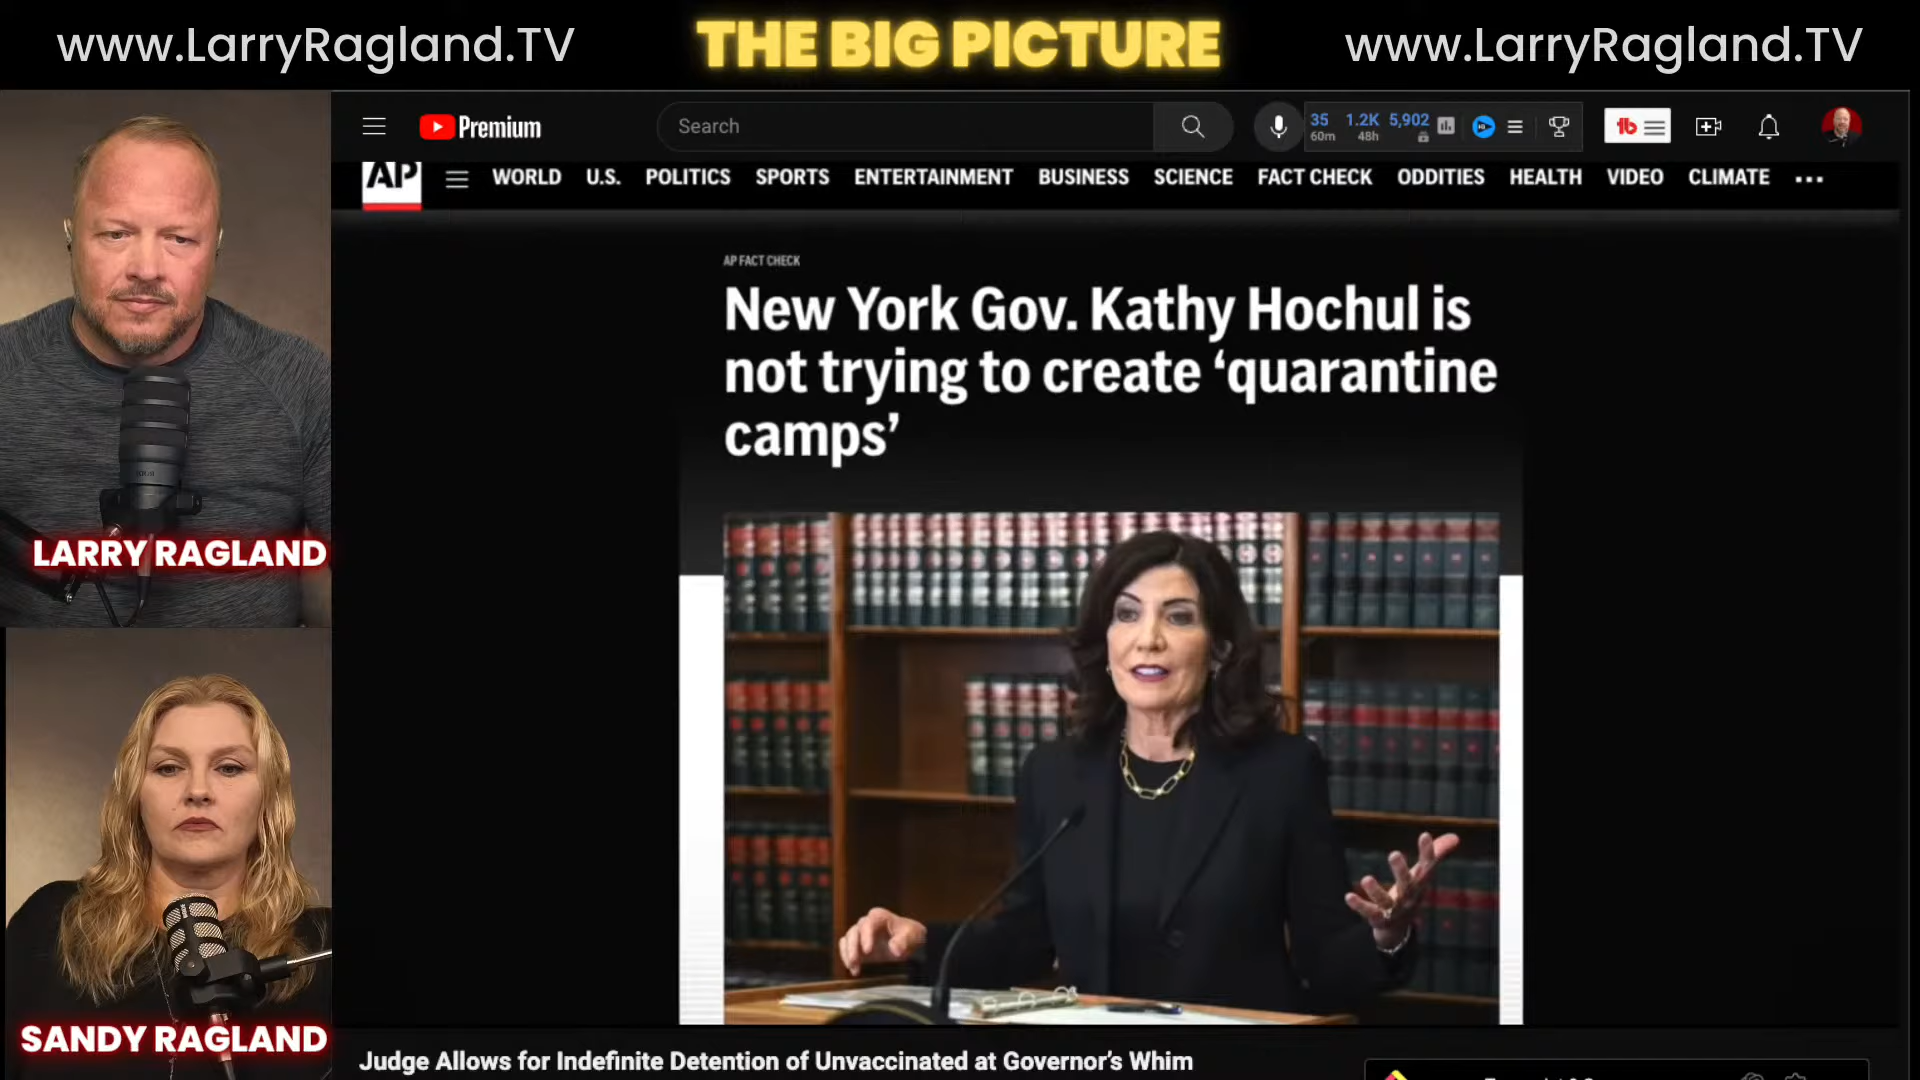 www.LarryRagland.TV
THE BIG PICTURE
www.LarryRagland.TV
Premium
Search
35 1.2K 5,902
60m 48h
AP
WORLD U.S. POLITICS SPORTS ENTERTAINMENT BUSINESS SCIENCE FACT CHECK ODDITIES HEALTH VIDEO CLIMATE
AP FACT CHECK
New York Gov. Kathy Hochul is
not trying to create ‘quarantine
camps’
LARRY RAGLAND
SANDY RAGLAND
Judge Allows for Indefinite Detention of Unvaccinated at Governor's Whim